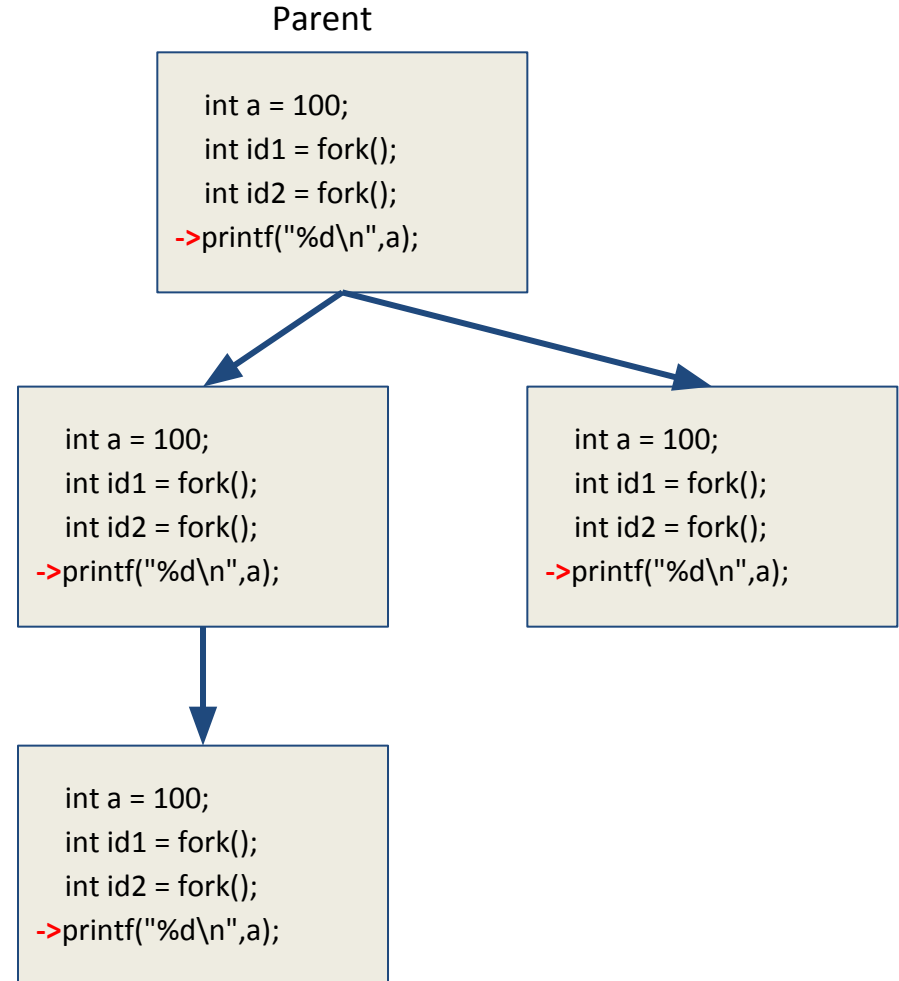 Parent
int a = 100;
int id1 = fork();
int id2 = fork();
->printf("%d\n",a);
int a = 100;
int id1 = fork();
int id2 = fork();
->printf("%d\n",a);
int a = 100;
int id1 = fork();
int id2 = fork();
->printf("%d\n",a);
int a = 100;
int id1 = fork();
int id2 = fork();
->printf("%d\n",a);